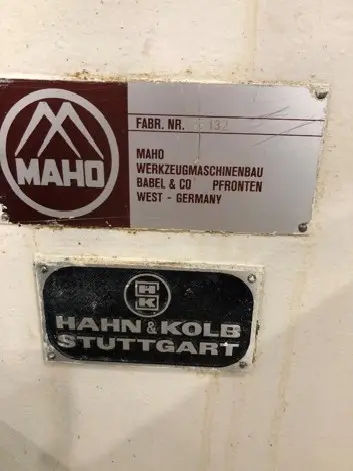 MAHO
FABR. NR.
MAHO
WERKZEUGMASCHINENBAU
BABEL & CO PFRONTEN
WEST - GERMANY
HK
HAHN & KOLB
STUTTGART